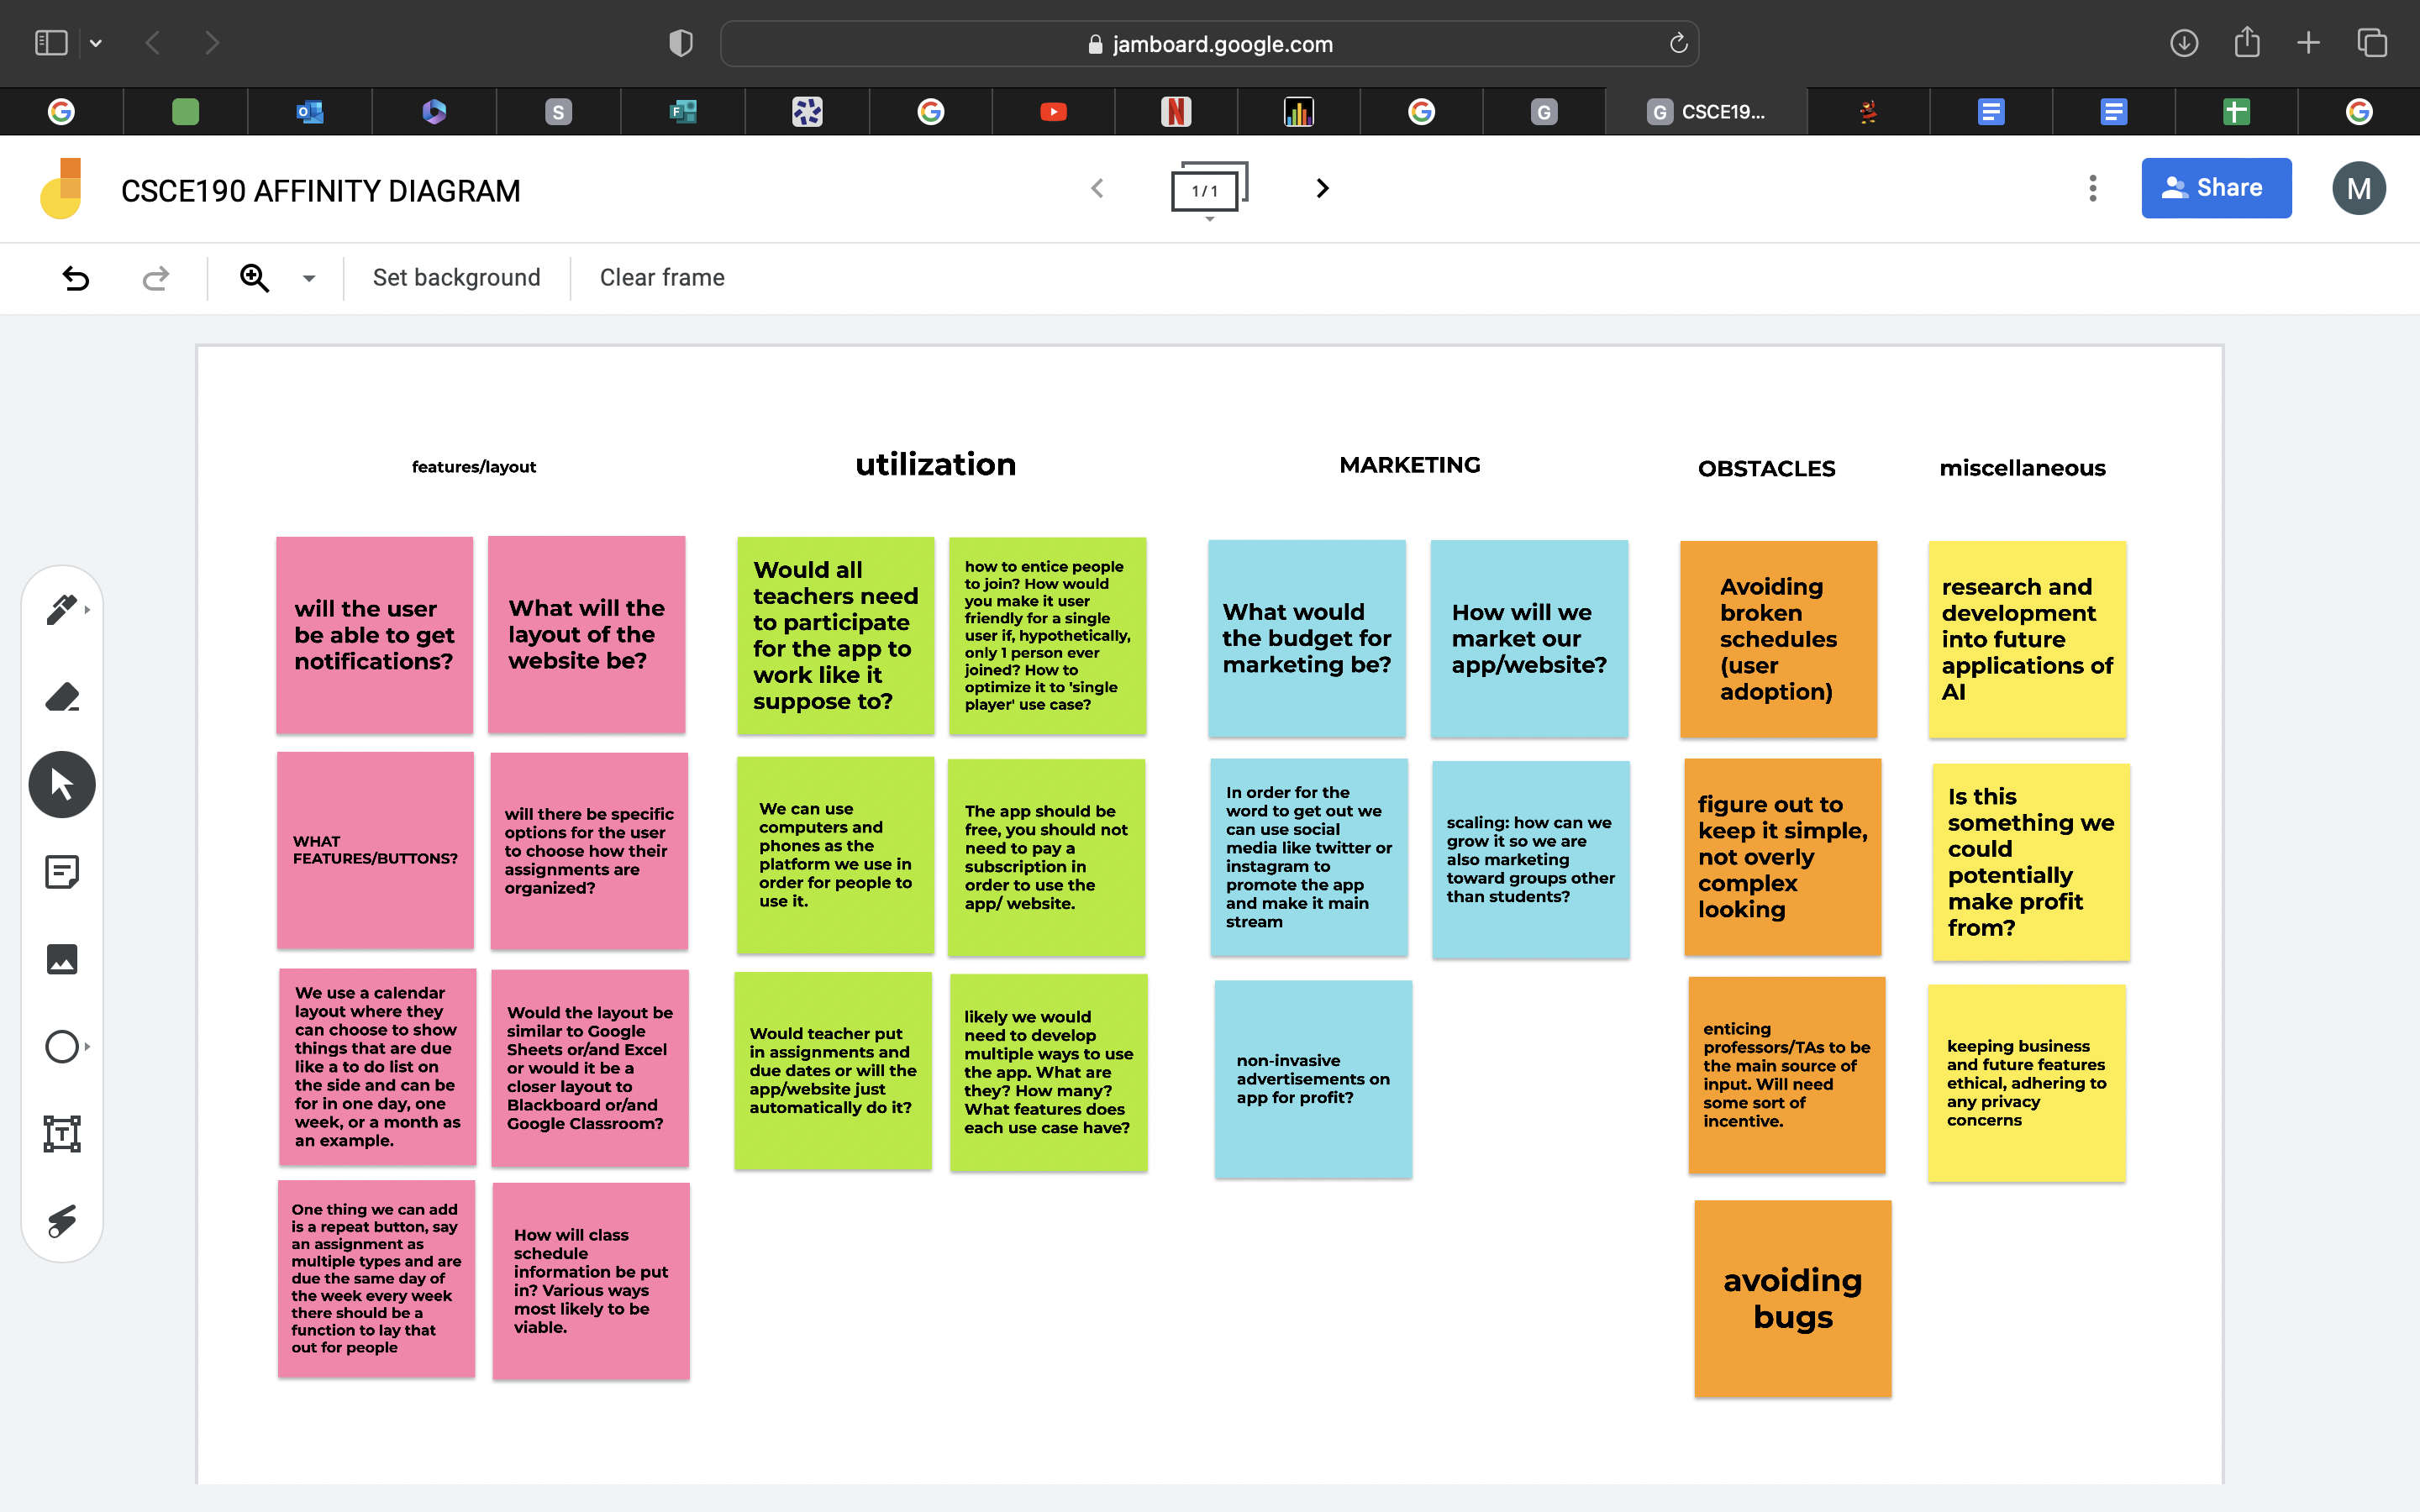 jamboard.google.com
S
F
N
G
G CSCE19...
CSCE190 AFFINITY DIAGRAM
1/1
Share
M
Set background
Clear frame
features/layout
will the user
be able to get
notifications?
What will the
layout of the
website be?
WHAT
FEATURES/BUTTONS?
will there be specific
options for the user
to choose how their
assignments are
organized?
We use a calendar
layout where they
can choose to show
things that are due
like a to do list on
the side and can be
for in one day, one
week, or a month as
an example.
Would the layout be
similar to Google
Sheets or/and Excel
or would it be a
closer layout to
Blackboard or/and
Google Classroom?
One thing we can add
is a repeat button, say
an assignment as
multiple types and are
due the same day of
the week every week
there should be a
function to lay that
out for people
How will class
schedule
information be put
in? Various ways
most likely to be
viable.
utilization
Would all
teachers need
to participate
for the app to
work like it
suppose to?
how to entice people
to join? How would
you make it user
friendly for a single
user if, hypothetically,
only 1 person ever
joined? How to
optimize it to 'single
player' use case?
We can use
computers and
phones as the
platform we use in
order for people to
use it.
The app should be
free, you should not
need to pay a
subscription in
order to use the
app/ website.
Would teacher put
in assignments and
due dates or will the
app/website just
automatically do it?
likely we would
need to develop
multiple ways to use
the app. What are
they? How many?
What features does
each use case have?
MARKETING
What would
the budget for
marketing be?
How will we
market our
app/website?
In order for the
word to get out we
can use social
media like twitter or
instagram to
promote the app
and make it main
stream
scaling: how can we
grow it so we are
also marketing
toward groups other
than students?
non-invasive
advertisements on
app for profit?
OBSTACLES
Avoiding
broken
schedules
(user
adoption)
figure out to
keep it simple,
not overly
complex
looking
enticing
professors/TAs to be
the main source of
input. Will need
some sort of
incentive.
avoiding
bugs
miscellaneous
research and
development
into future
applications of
AI
Is this
something we
could
potentially
make profit
from?
keeping business
and future features
ethical, adhering to
any privacy
concerns